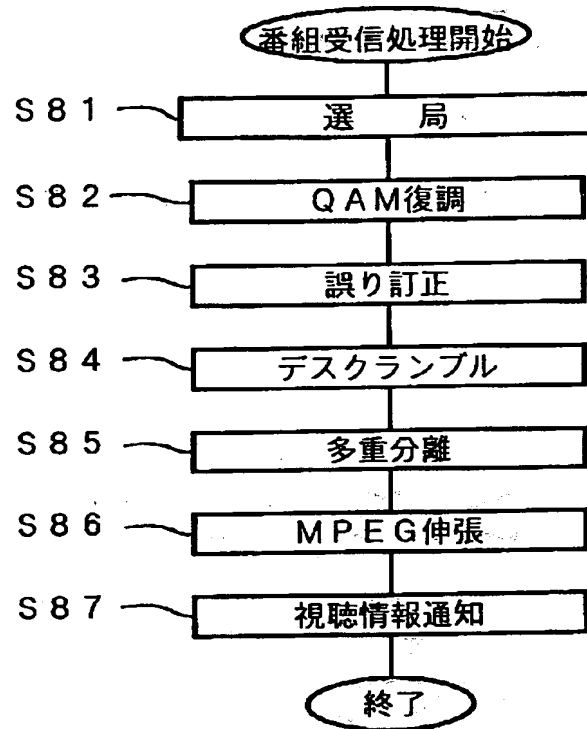 番組受信処理開始
S81 選 局
S82 QAM復調
S83 誤り訂正
S84 デスクランブル
S85 多重分離
S86 MPEG伸張
S87 視聴情報通知
終了